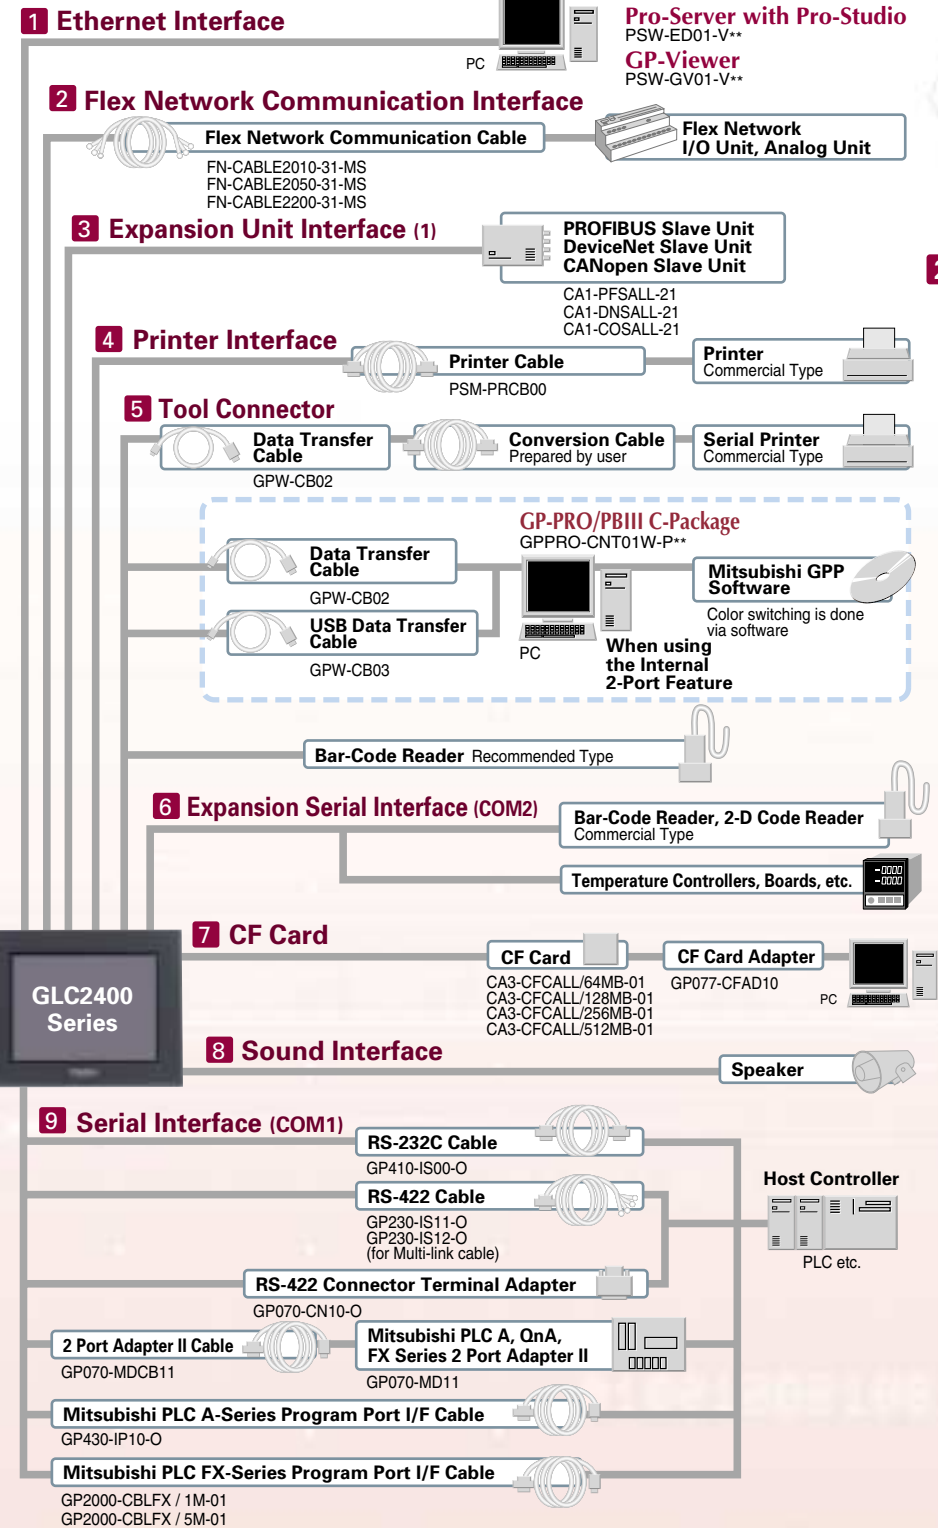 1 Ethernet Interface
PC
Pro-Server with Pro-Studio
PSW-ED01-V**
GP-Viewer
PSW-GV01-V**
2 Flex Network Communication Interface
Flex Network Communication Cable
FN-CABLE2010-31-MS
FN-CABLE2050-31-MS
FN-CABLE2200-31-MS
Flex Network
I/O Unit, Analog Unit
3 Expansion Unit Interface (1)
PROFIBUS Slave Unit
DeviceNet Slave Unit
CANopen Slave Unit
CA1-PFSALL-21
CA1-DNSALL-21
CA1-COSALL-21
2
4 Printer Interface
Printer Cable
PSM-PRCB00
Printer
Commercial Type
5 Tool Connector
Data Transfer
Cable
GPW-CB02
Conversion Cable
Prepared by user
Serial Printer
Commercial Type
GP-PRO/PBIII C-Package
GPPRO-CNT01W-P**
Data Transfer
Cable
GPW-CB02
USB Data Transfer
Cable
GPW-CB03
PC
When using
the Internal
2-Port Feature
Mitsubishi GPP
Software
Color switching is done
via software
Bar-Code Reader Recommended Type
6 Expansion Serial Interface (COM2)
Bar-Code Reader, 2-D Code Reader
Commercial Type
Temperature Controllers, Boards, etc.
-0000
-0000
7 CF Card
CF Card
CA3-CFCALL/64MB-01
CA3-CFCALL/128MB-01
CA3-CFCALL/256MB-01
CA3-CFCALL/512MB-01
CF Card Adapter
GP077-CFAD10
PC
GLC2400
Series
8 Sound Interface
Speaker
9 Serial Interface (COM1)
RS-232C Cable
GP410-IS00-O
RS-422 Cable
GP230-IS11-O
GP230-IS12-O
(for Multi-link cable)
RS-422 Connector Terminal Adapter
GP070-CN10-O
Host Controller
PLC etc.
2 Port Adapter II Cable
GP070-MDCB11
Mitsubishi PLC A, QnA,
FX Series 2 Port Adapter II
GP070-MD11
Mitsubishi PLC A-Series Program Port I/F Cable
GP430-IP10-O
Mitsubishi PLC FX-Series Program Port I/F Cable
GP2000-CBLFX / 1M-01
GP2000-CBLFX / 5M-01